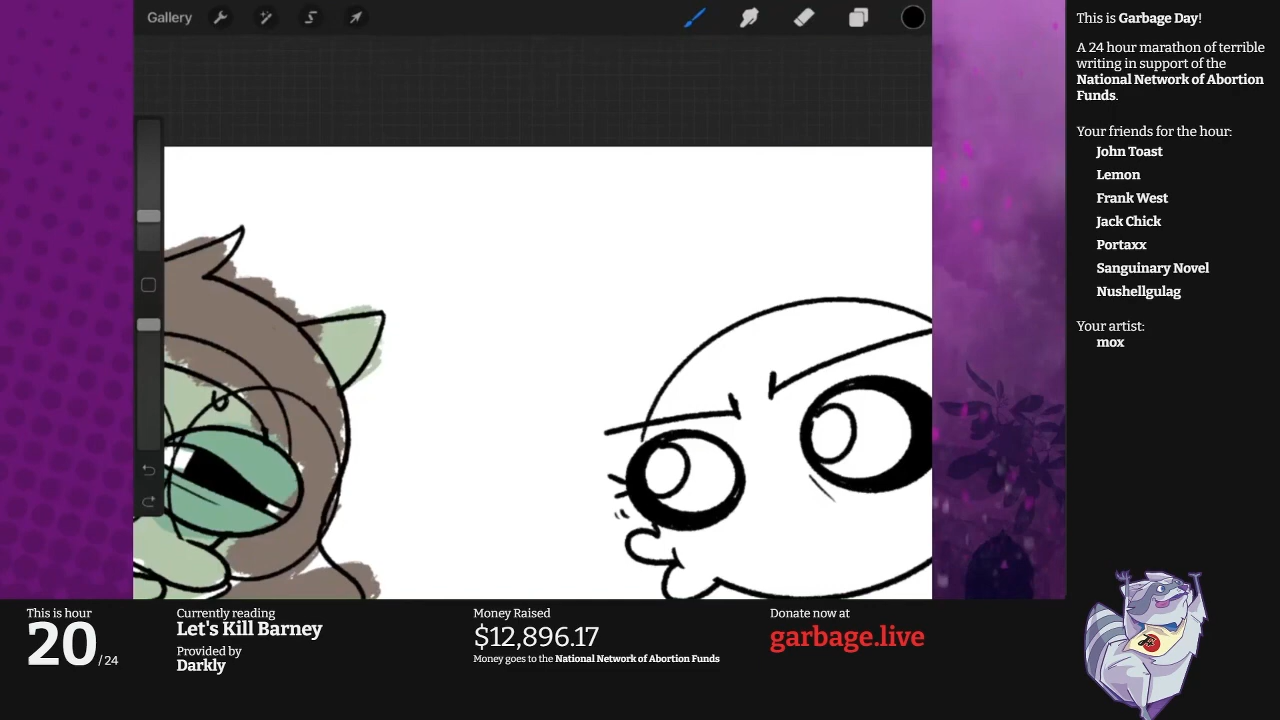 Gallery
This is Garbage Day!
A 24 hour marathon of terrible
writing in support of the
National Network of Abortion
Funds.
Your friends for the hour:
John Toast
Lemon
Frank West
Jack Chick
Portaxx
Sanguinary Novel
Nushellgulag
Your artist:
mox
This is hour
20 / 24
Currently reading
Let's Kill Barney
Provided by
Darkly
Money Raised
$12,896.17
Money goes to the National Network of Abortion Funds
Donate now at
garbage.live